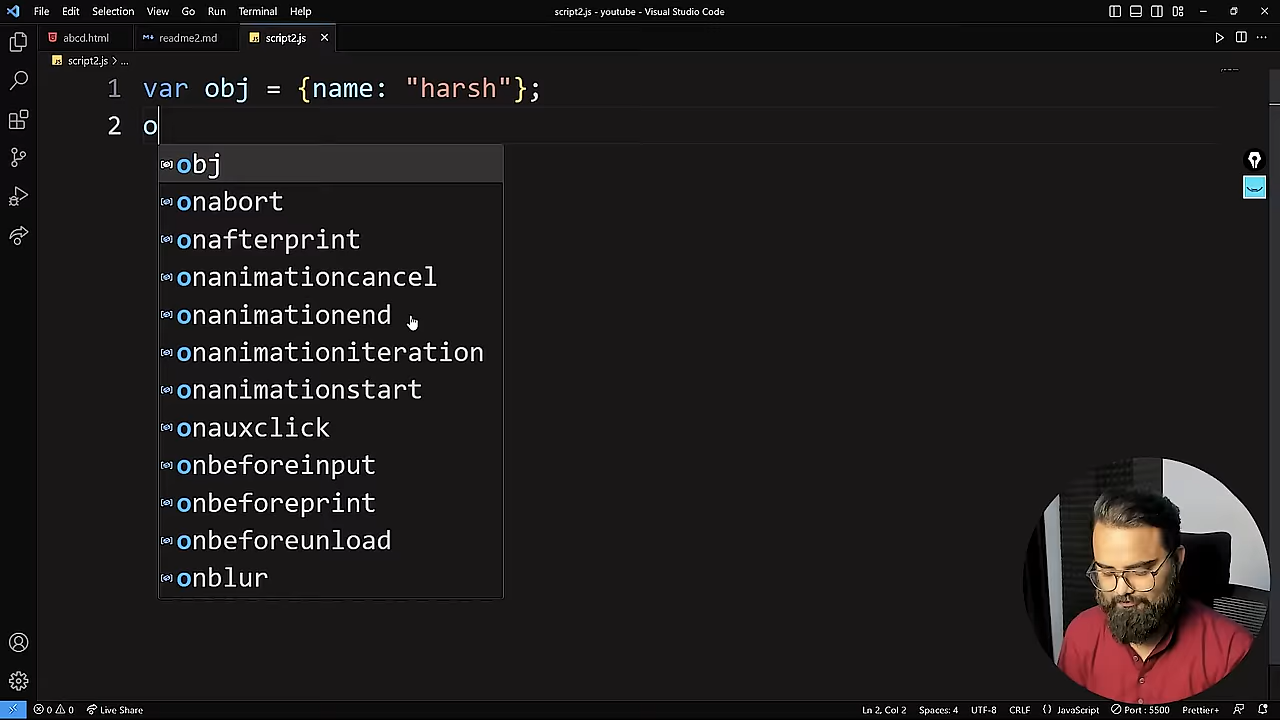 File Edit Selection View Go Run Terminal Help
script2.js - youtube - Visual Studio Code
abcd.html
readme2.md
script2.js
script2.js > ...
1 var obj = {name: "harsh"};
2 o
obj
onabort
onafterprint
onanimationcancel
onanimationend
onanimationiteration
onanimationstart
onauxclick
onbeforeinput
onbeforeprint
onbeforeunload
onblur
0 0 Live Share
Ln 2, Col 2 Spaces: 4 UTF-8 CRLF {} JavaScript Port : 5500 Prettier+